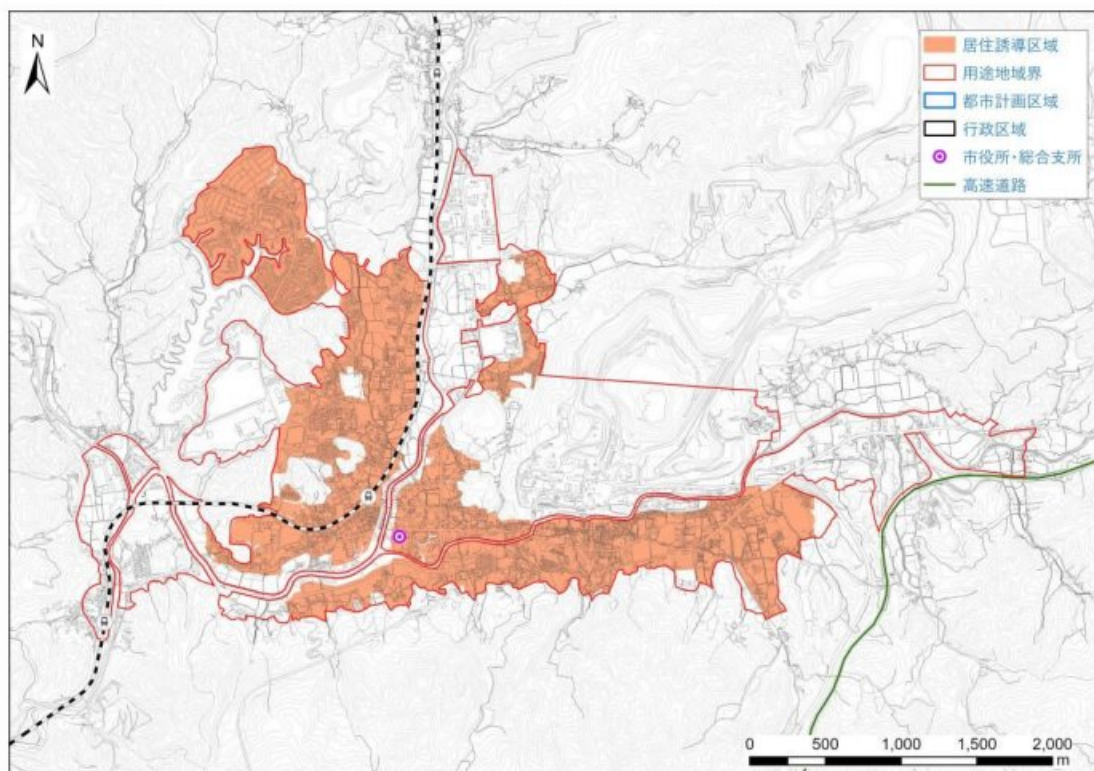 N
居住誘導区域
用途地域界
都市計画区域
行政区域
市役所・総合支所
高速道路
0 500 1,000 1,500 2,000
m